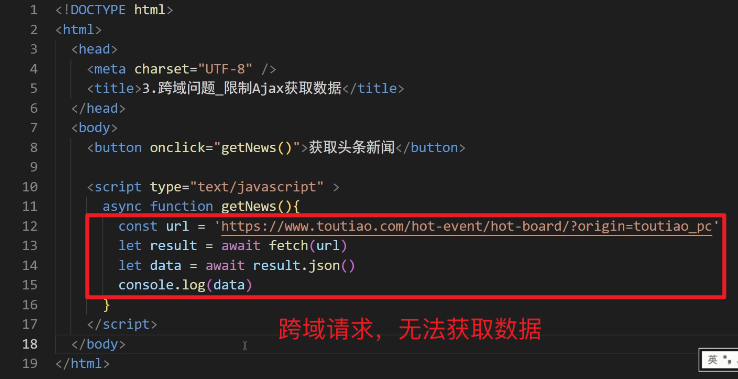 1 <!DOCTYPE html>
2 <html>
3 <head>
4 <meta charset="UTF-8" />
5 <title>3.跨域问题_限制Ajax获取数据</title>
6 </head>
7 <body>
8 <button onclick="getNews()">获取头条新闻</button>
9
10 <script type="text/javascript" >
11 async function getNews(){
12 const url = 'https://www.toutiao.com/hot-event/hot-board/?origin=toutiao_pc'
13 let result = await fetch(url)
14 let data = await result.json()
15 console.log(data)
16 }
17 </script>
跨域请求，无法获取数据
18 </body>
19 </html>
英